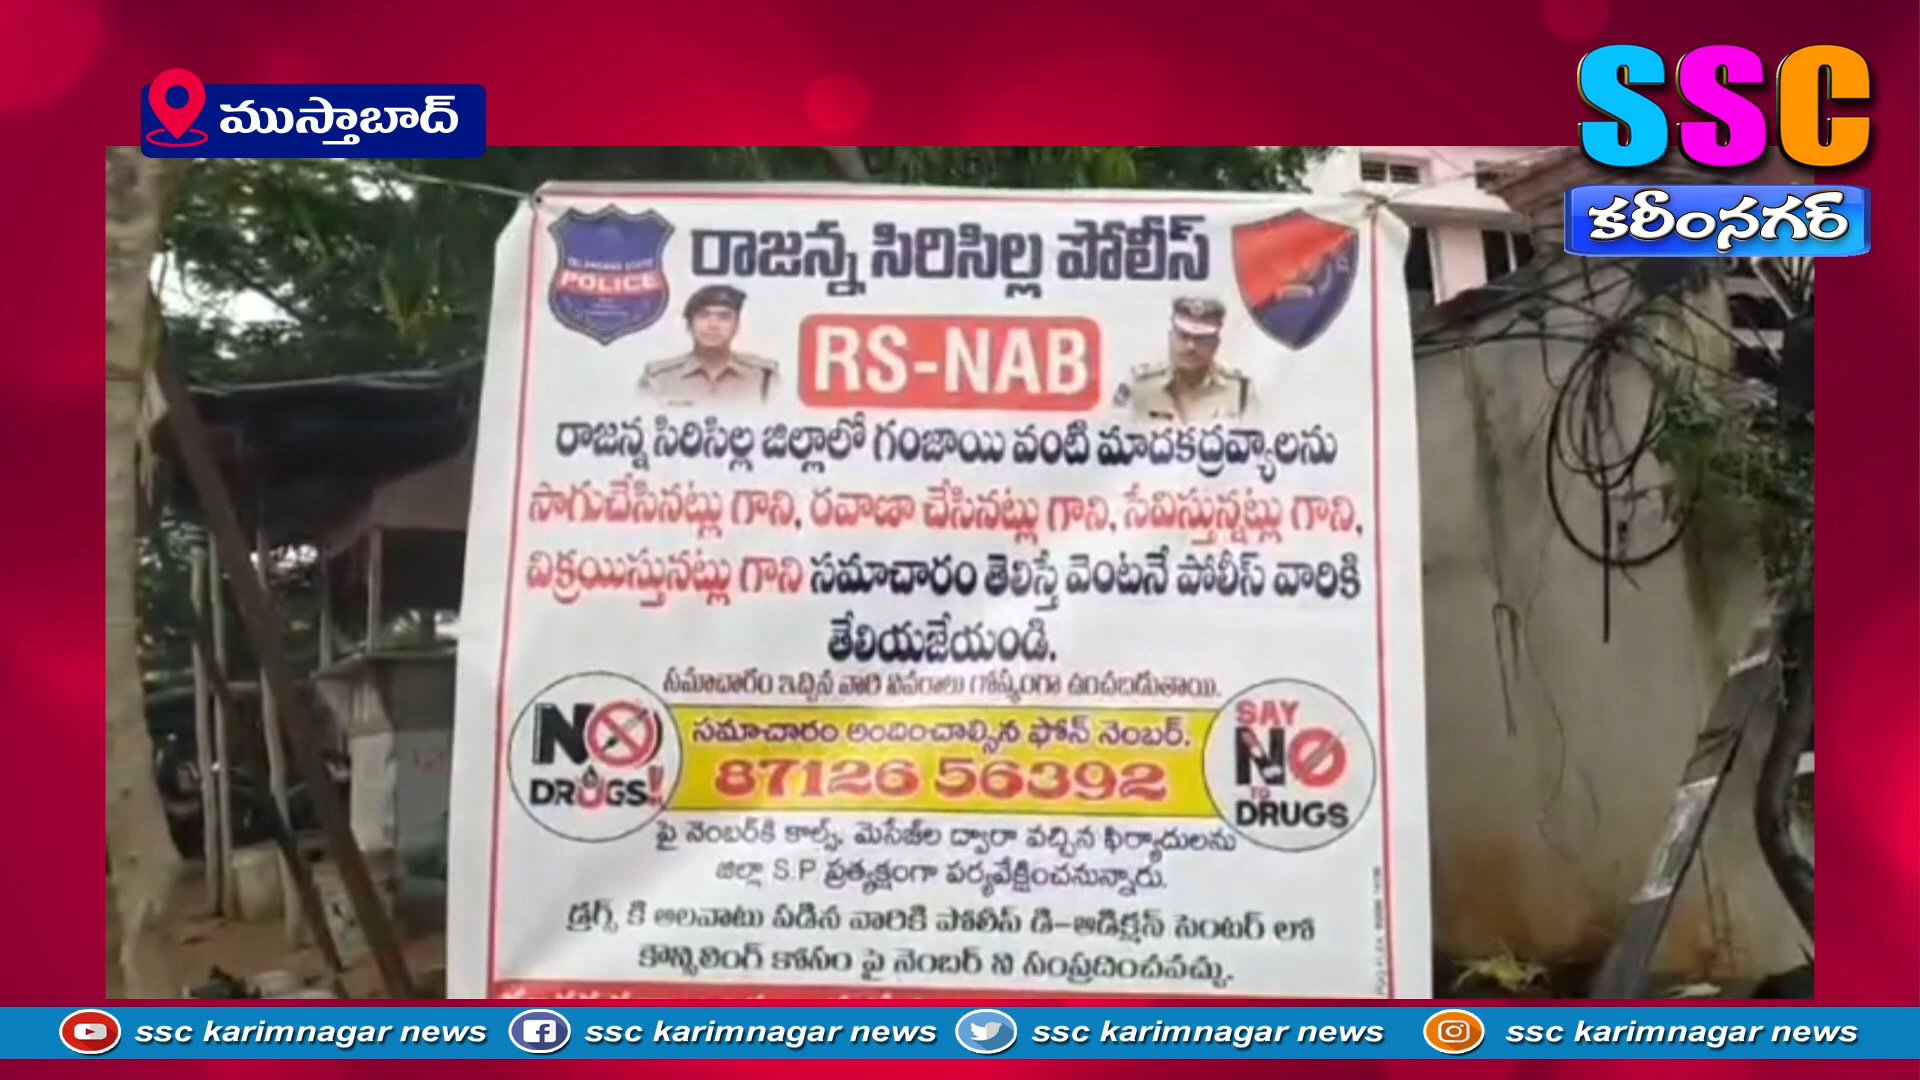 ముస్తాబాద్
SSC
కరీంనగర్
TELANGANA STATE
POLICE
రాజన్న సిరిసిల్ల పోలీస్
RS-NAB
రాజన్న సిరిసిల్ల జిల్లాలో గంజాయి వంటి మాదకద్రవ్యాలను
సాగుచేసినట్లు గాని, రవాణా చేసినట్లు గాని, సేవిస్తున్నట్లు గాని,
విక్రయిస్తునట్లు గాని సమాచారం తెలిస్తే వెంటనే పోలీస్ వారికి
తేలియజేయండి.
సమాచారం ఇచ్చిన వారి వివరాలు గోప్యంగా ఉంచబడుతాయి.
NO
DRUGS!!
సమాచారం అందించాల్సిన ఫోన్ నెంబర్.
87126 56392
SAY
NO
TO
DRUGS
పై నెంబర్‌కి కాల్స్, మెసేజ్‌ల ద్వారా వచ్చిన ఫిర్యాదులను
జిల్లా S.P ప్రత్యక్షంగా పర్యవేక్షించనున్నారు.
డ్రగ్స్ కి అలవాటు పడిన వారికి పోలీస్ డి-అడిక్షన్ సెంటర్ లో
కౌన్సిలింగ్ కోసం పై నెంబర్ ని సంప్రదించవచ్చు.
ssc karimnagar news
ssc karimnagar news
ssc karimnagar news
ssc karimnagar news